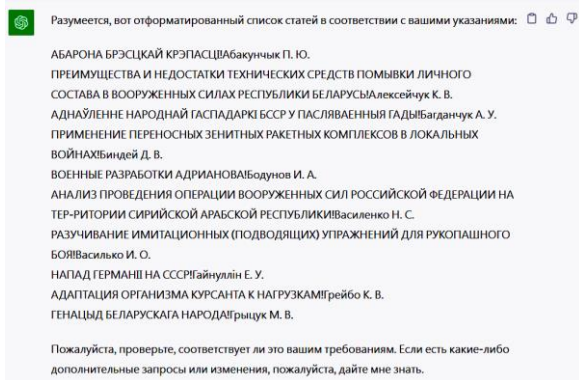 Разумеется, вот отформатированный список статей в соответствии с вашими указаниями:
АБАРОНА БРЭСЦКАЙ КРЭПАСЦІ!Абакунчык П. Ю.
ПРЕИМУЩЕСТВА И НЕДОСТАТКИ ТЕХНИЧЕСКИХ СРЕДСТВ ПОМЫВКИ ЛИЧНОГО
СОСТАВА В ВООРУЖЕННЫХ СИЛАХ РЕСПУБЛИКИ БЕЛАРУСЬ!Алексейчук К. В.
АДНАЎЛЕННЕ НАРОДНАЙ ГАСПАДАРКІ БССР У ПАСЛЯВАЕННЫЯ ГАДЫ!Багданчук А. У.
ПРИМЕНЕНИЕ ПЕРЕНОСНЫХ ЗЕНИТНЫХ РАКЕТНЫХ КОМПЛЕКСОВ В ЛОКАЛЬНЫХ
ВОЙНАХ!Биндей Д. В.
ВОЕННЫЕ РАЗРАБОТКИ АДРИАНОВА!Бодунов И. А.
АНАЛИЗ ПРОВЕДЕНИЯ ОПЕРАЦИИ ВООРУЖЕННЫХ СИЛ РОССИЙСКОЙ ФЕДЕРАЦИИ НА
ТЕР-РИТОРИИ СИРИЙСКОЙ АРАБСКОЙ РЕСПУБЛИКИ!Василенко Н. С.
РАЗУЧИВАНИЕ ИМИТАЦИОННЫХ (ПОДВОДЯЩИХ) УПРАЖНЕНИЙ ДЛЯ РУКОПАШНОГО
БОЯ!Василько И. О.
НАПАД ГЕРМАНІІ НА СССР!Гайнуллін Е. У.
АДАПТАЦИЯ ОРГАНИЗМА КУРСАНТА К НАГРУЗКАМ!Грейбо К. В.
ГЕНАЦЫД БЕЛАРУСКАГА НАРОДА!Грыцук М. В.
Пожалуйста, проверьте, соответствует ли это вашим требованиям. Если есть какие-либо
дополнительные запросы или изменения, пожалуйста, дайте мне знать.